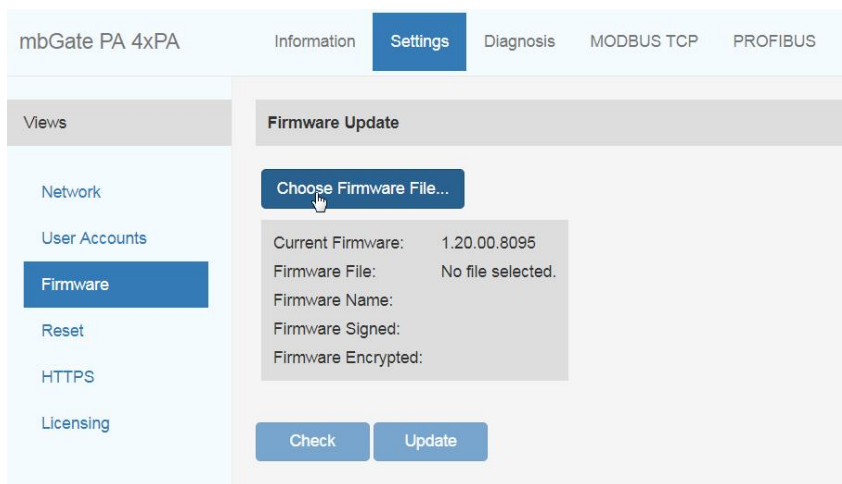 mbGate PA 4xPA Information Settings Diagnosis MODBUS TCP PROFIBUS
Views
Network
User Accounts
Firmware
Reset
HTTPS
Licensing
Firmware Update
Choose Firmware File...
Current Firmware: 1.20.00.8095
Firmware File: No file selected.
Firmware Name:
Firmware Signed:
Firmware Encrypted:
Check Update